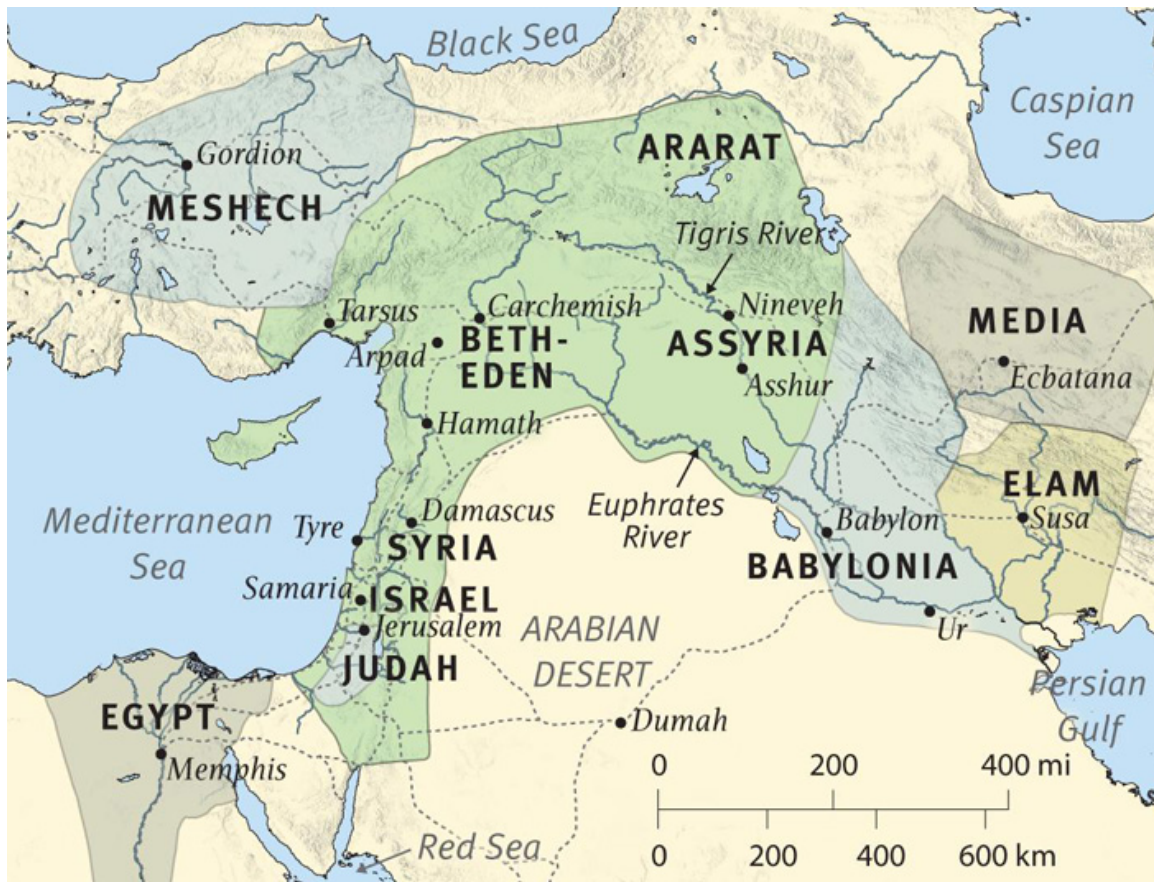 Black Sea
Caspian
Sea
ARARAT
Gordion
MESHECH
Tigris River
Tarsus
Carchemish
Nineveh
MEDIA
Arpad
BETH-
EDEN
ASSYRIA
Asshur
Ecbatana
Hamath
ELAM
Mediterranean
Sea
Tyre
Damascus
Euphrates
River
Babylon
Susa
SYRIA
BABYLONIA
Samaria
ISRAEL
Jerusalem
ARABIAN
DESERT
Ur
JUDAH
Persian
Gulf
EGYPT
Dumah
Memphis
0 200 400 mi
0 200 400 600 km
Red Sea